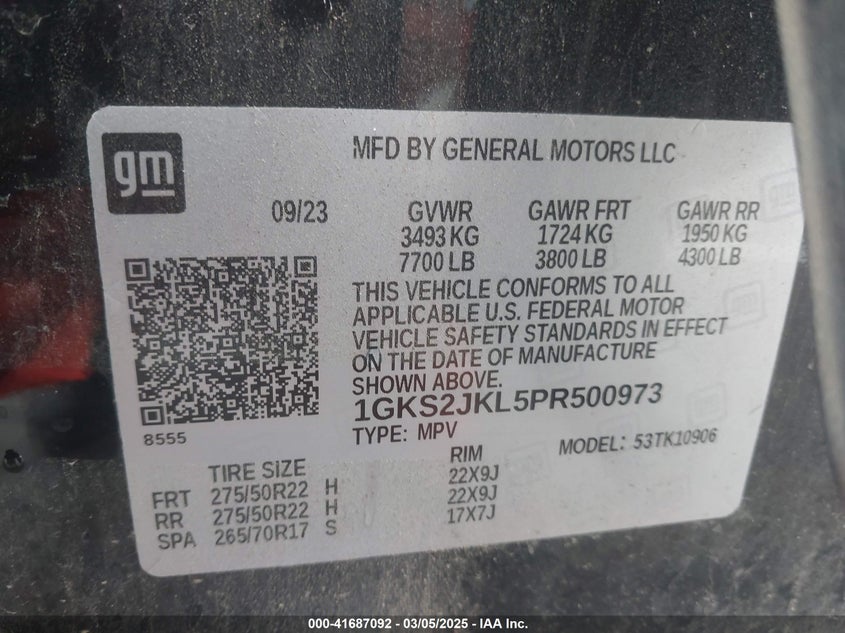 gm
MFD BY GENERAL MOTORS LLC
09/23 GVWR GAWR FRT GAWR RR
3493 KG 1724 KG 1950 KG
7700 LB 3800 LB 4300 LB
THIS VEHICLE CONFORMS TO ALL
APPLICABLE U.S. FEDERAL MOTOR
VEHICLE SAFETY STANDARDS IN EFFECT
ON THE DATE OF MANUFACTURE
SHOWN ABOVE.
1GKS2JKL5PR500973
8555
TYPE: MPV MODEL: 53TK10906
TIRE SIZE RIM
FRT 275/50R22 H 22X9J
RR 275/50R22 H 22X9J
SPA 265/70R17 S 17X7J
000-41687092 - 03/05/2025 - IAA Inc.